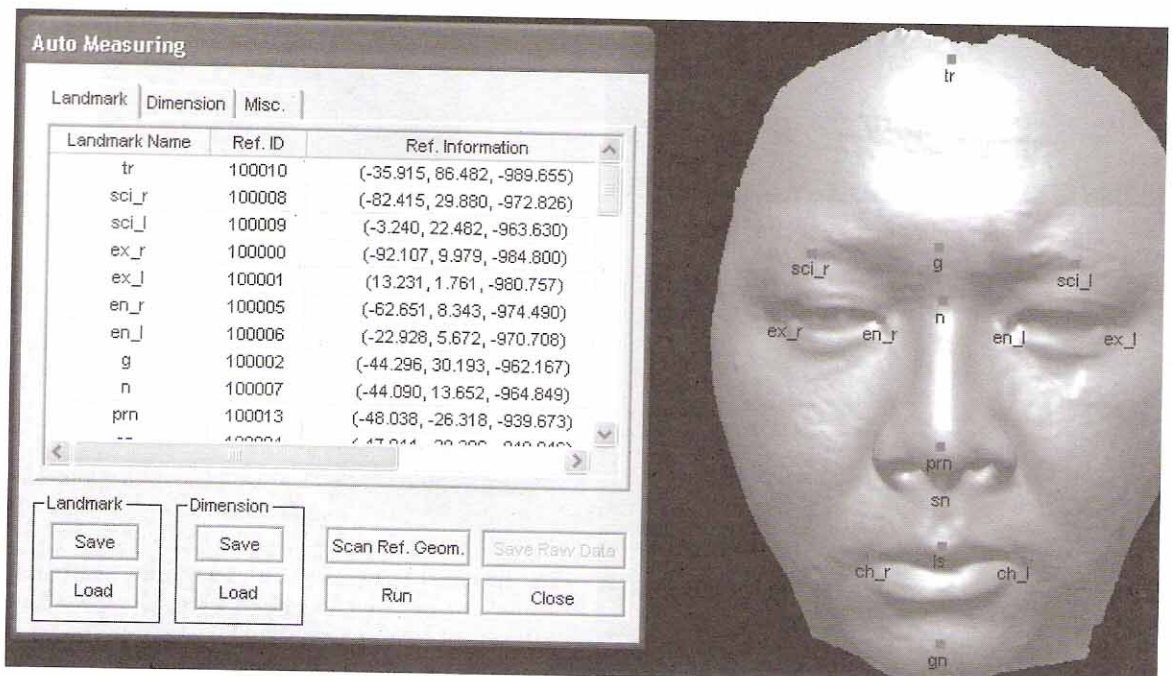 Auto Measuring
Landmark Dimension Misc.
Landmark Name Ref. ID Ref. Information
tr 100010 (-35.915, 86.482, -989.655)
sci_r 100008 (-82.415, 29.880, -972.826)
sci_l 100009 (-3.240, 22.482, -963.630)
ex_r 100000 (-92.107, 9.979, -984.800)
ex_l 100001 (13.231, 1.761, -980.757)
en_r 100005 (-62.651, 8.343, -974.490)
en_l 100006 (-22.928, 5.672, -970.708)
g 100002 (-44.296, 30.193, -962.167)
n 100007 (-44.090, 13.652, -964.849)
prn 100013 (-48.038, -26.318, -939.673)
Landmark Dimension
Save Save Scan Ref. Geom. Save Raw Data
Load Load Run Close
tr
sci_r g sci_l
n
ex_r en_r en_l ex_l
prn
sn
ls
ch_r ch_l
gn